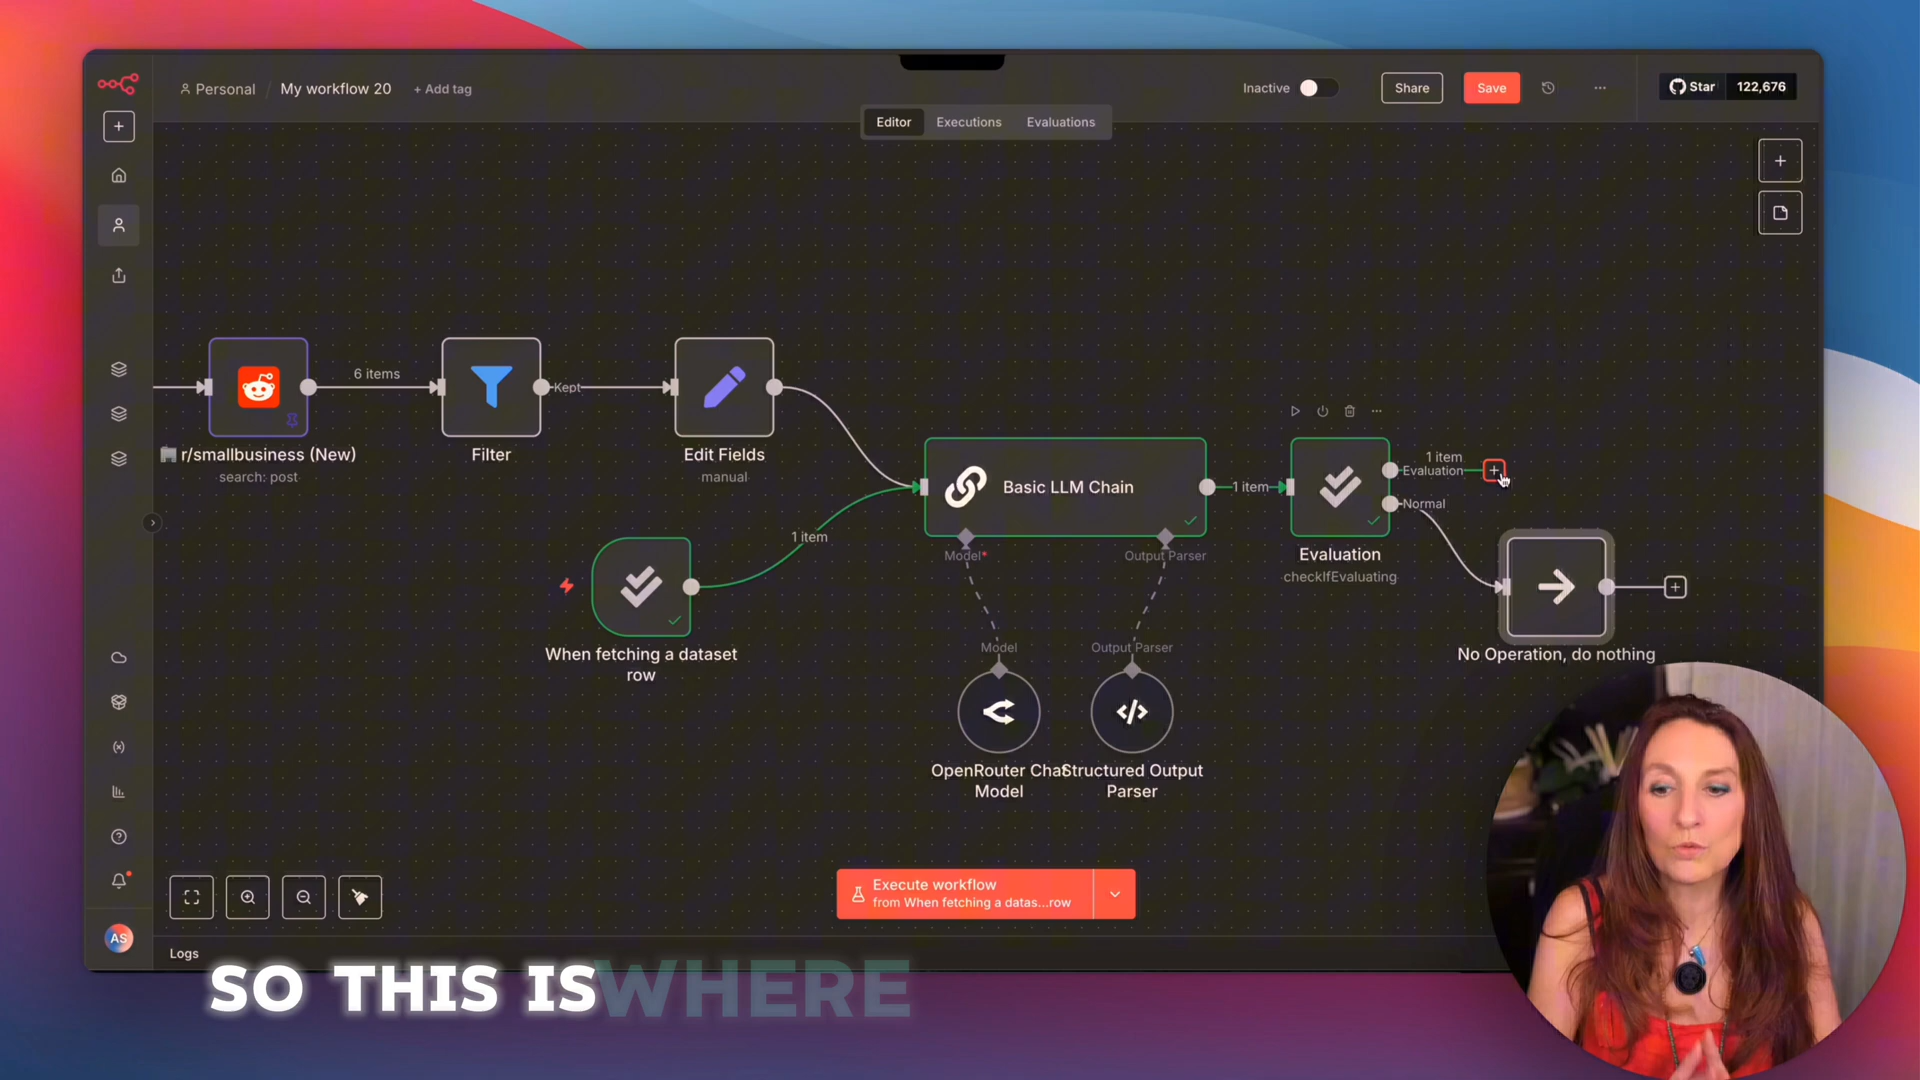 Personal / My workflow 20 + Add tag
Inactive
Share
Save
...
Star 122,676
Editor Executions Evaluations
6 items
Kept
r/smallbusiness (New)
search: post
Filter
Edit Fields
manual
1 item
When fetching a dataset
row
Basic LLM Chain
Model*
Output Parser
1 item
1 item
Evaluation
Normal
Evaluation
checkIfEvaluating
No Operation, do nothing
Model
Output Parser
OpenRouter Chat
Model
Structured Output
Parser
Execute workflow
from When fetching a datas...row
AS
Logs
SO THIS IS WHERE